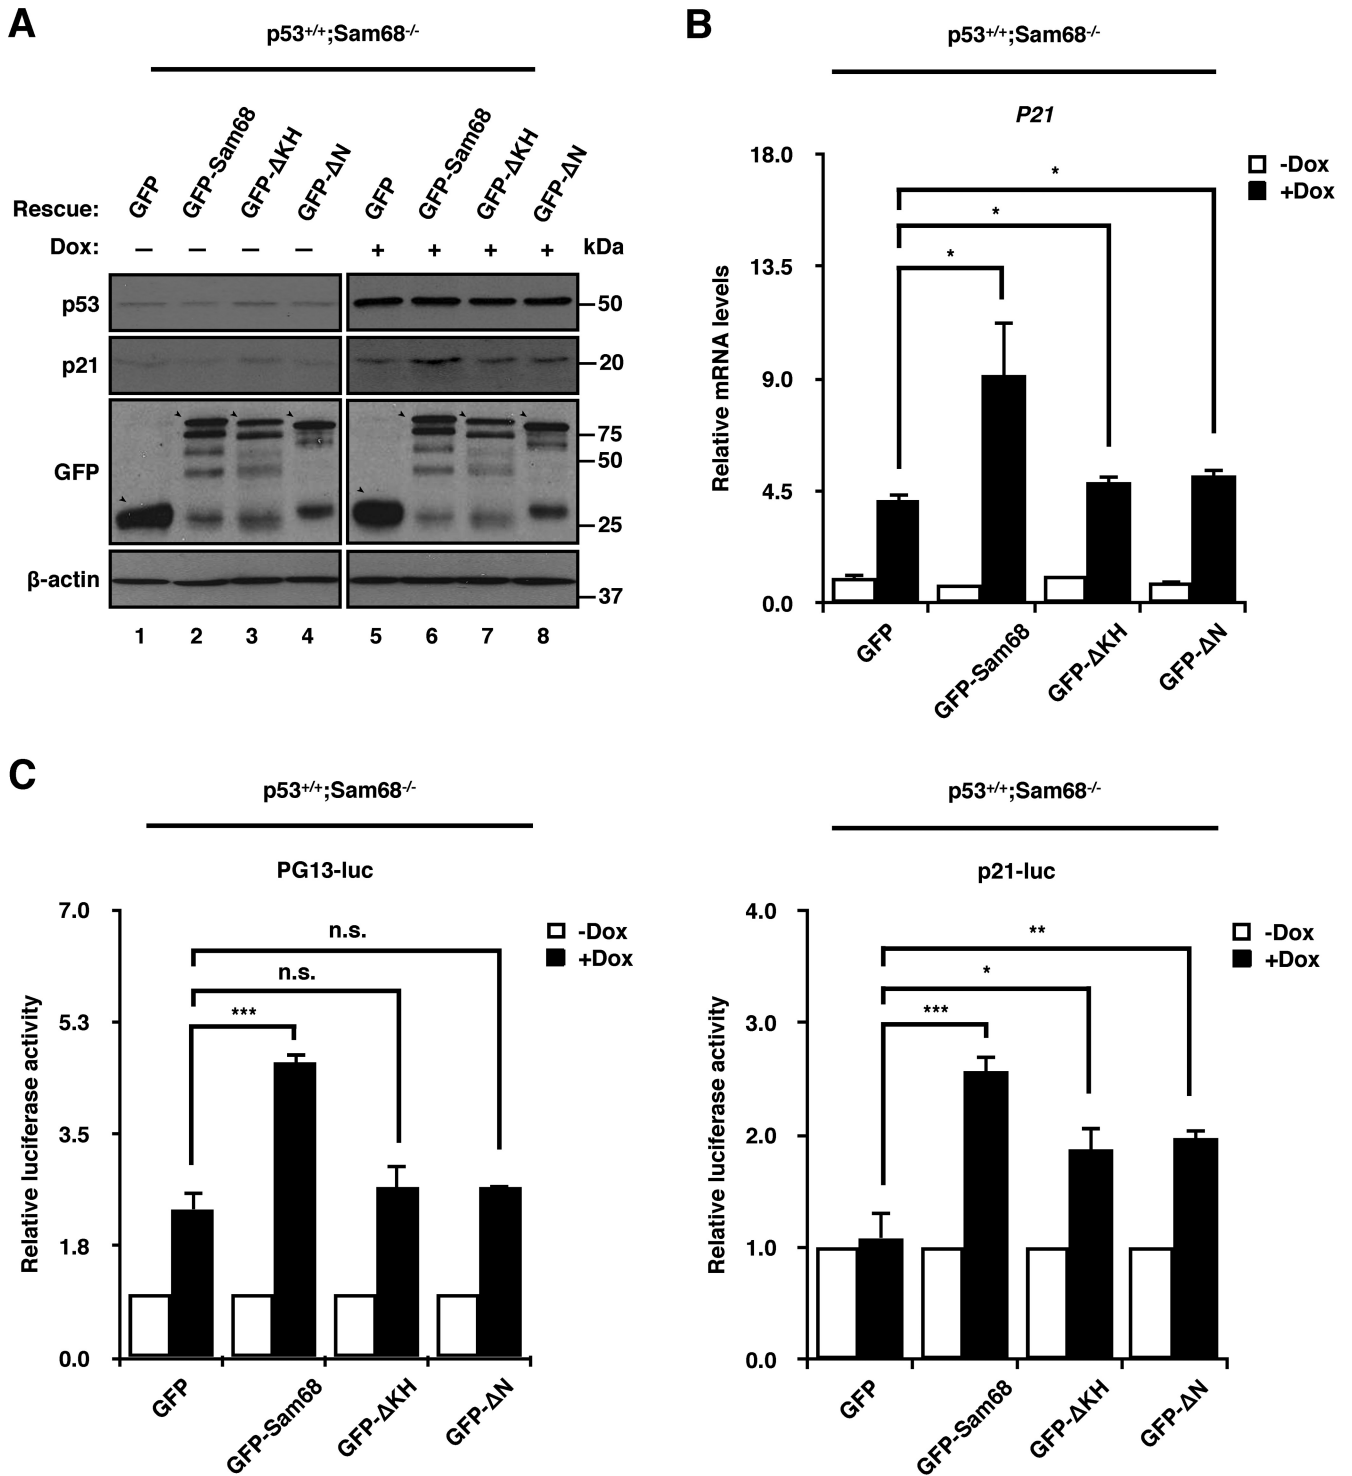 A
p53+/+;Sam68-/-
Rescue: GFP GFP-Sam68 GFP-ΔKH GFP-ΔN GFP GFP-Sam68 GFP-ΔKH GFP-ΔN
Dox: – – – – + + + + kDa
p53 50
p21 20
GFP 75
50
25
β-actin 37
1 2 3 4 5 6 7 8
B
p53+/+;Sam68-/-
P21
-Dox
+Dox
Relative mRNA levels
18.0
13.5
9.0
4.5
0.0
*
*
*
GFP GFP-Sam68 GFP-ΔKH GFP-ΔN
C
p53+/+;Sam68-/-
PG13-luc
-Dox
+Dox
Relative luciferase activity
7.0
5.3
3.5
1.8
0.0
n.s.
n.s.
***
GFP GFP-Sam68 GFP-ΔKH GFP-ΔN
p53+/+;Sam68-/-
p21-luc
-Dox
+Dox
Relative luciferase activity
4.0
3.0
2.0
1.0
0.0
**
*
***
GFP GFP-Sam68 GFP-ΔKH GFP-ΔN